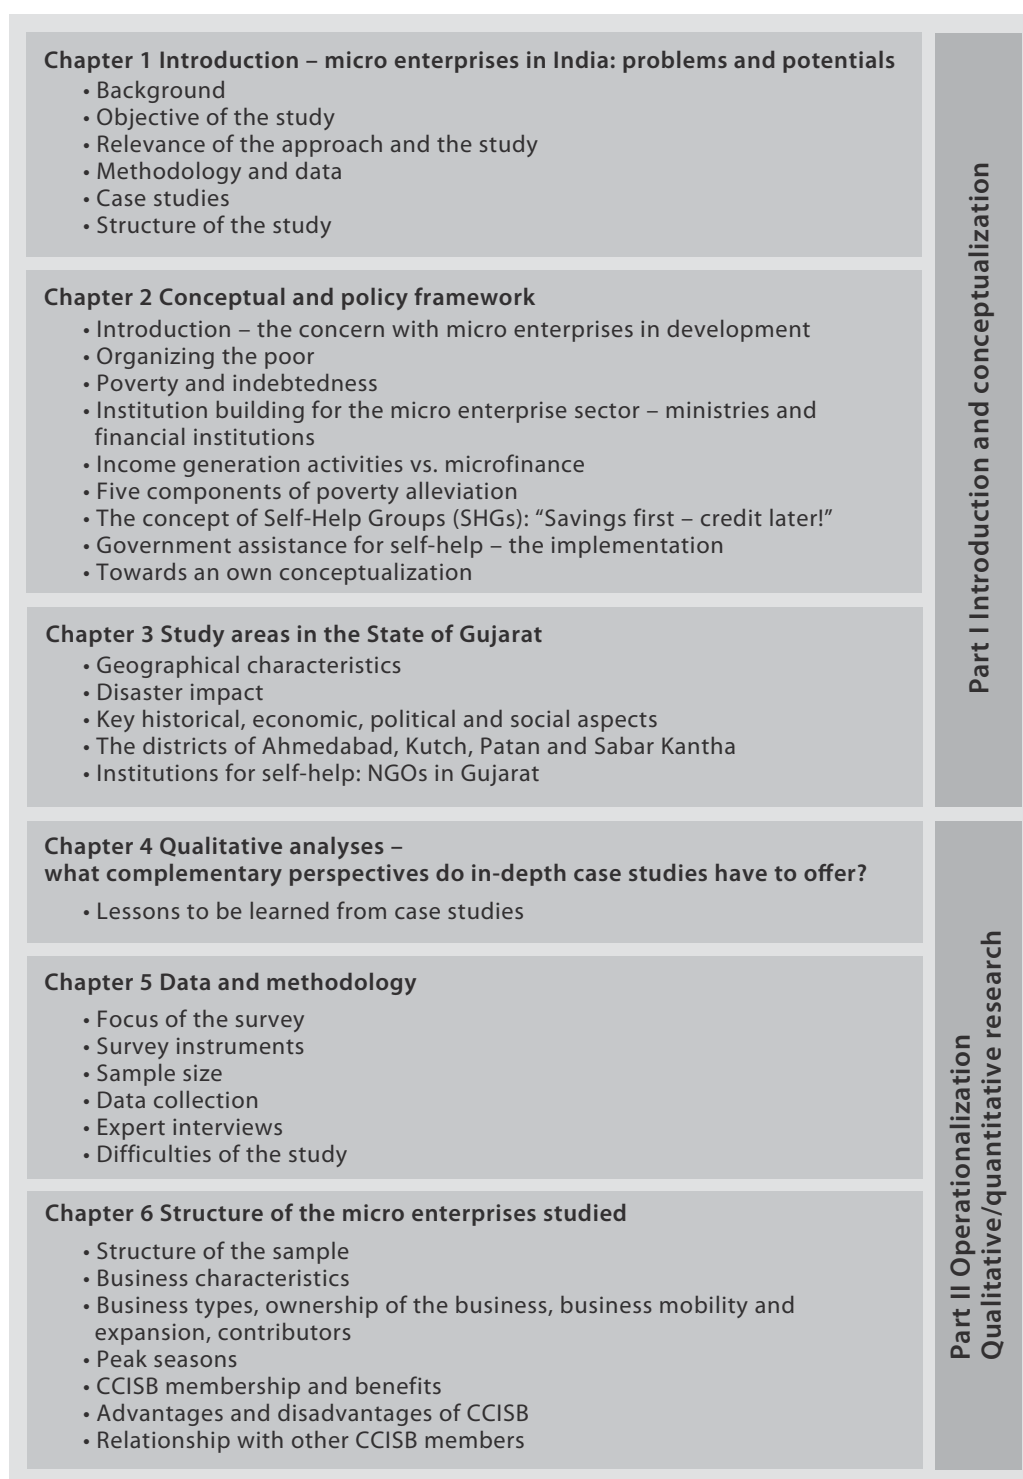 Chapter 1 Introduction – micro enterprises in India: problems and potentials
• Background
• Objective of the study
• Relevance of the approach and the study
• Methodology and data
• Case studies
• Structure of the study
Chapter 2 Conceptual and policy framework
• Introduction – the concern with micro enterprises in development
• Organizing the poor
• Poverty and indebtedness
• Institution building for the micro enterprise sector – ministries and
financial institutions
• Income generation activities vs. microfinance
• Five components of poverty alleviation
• The concept of Self-Help Groups (SHGs): “Savings first – credit later!”
• Government assistance for self-help – the implementation
• Towards an own conceptualization
Chapter 3 Study areas in the State of Gujarat
• Geographical characteristics
• Disaster impact
• Key historical, economic, political and social aspects
• The districts of Ahmedabad, Kutch, Patan and Sabar Kantha
• Institutions for self-help: NGOs in Gujarat
Part I Introduction and conceptualization
Chapter 4 Qualitative analyses –
what complementary perspectives do in-depth case studies have to offer?
• Lessons to be learned from case studies
Chapter 5 Data and methodology
• Focus of the survey
• Survey instruments
• Sample size
• Data collection
• Expert interviews
• Difficulties of the study
Chapter 6 Structure of the micro enterprises studied
• Structure of the sample
• Business characteristics
• Business types, ownership of the business, business mobility and
expansion, contributors
• Peak seasons
• CCISB membership and benefits
• Advantages and disadvantages of CCISB
• Relationship with other CCISB members
Part II Operationalization
Qualitative/quantitative research